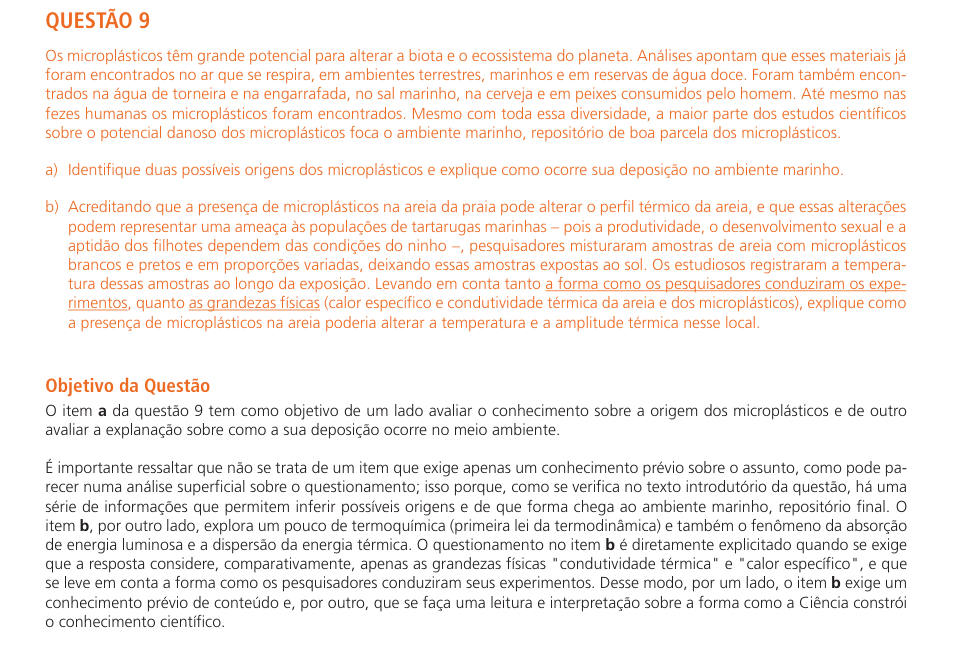 QUESTÃO 9
Os microplásticos têm grande potencial para alterar a biota e o ecossistema do planeta. Análises apontam que esses materiais já
foram encontrados no ar que se respira, em ambientes terrestres, marinhos e em reservas de água doce. Foram também encon-
trados na água de torneira e na engarrafada, no sal marinho, na cerveja e em peixes consumidos pelo homem. Até mesmo nas
fezes humanas os microplásticos foram encontrados. Mesmo com toda essa diversidade, a maior parte dos estudos científicos
sobre o potencial danoso dos microplásticos foca o ambiente marinho, repositório de boa parcela dos microplásticos.
a) Identifique duas possíveis origens dos microplásticos e explique como ocorre sua deposição no ambiente marinho.
b) Acreditando que a presença de microplásticos na areia da praia pode alterar o perfil térmico da areia, e que essas alterações
podem representar uma ameaça às populações de tartarugas marinhas – pois a produtividade, o desenvolvimento sexual e a
aptidão dos filhotes dependem das condições do ninho –, pesquisadores misturaram amostras de areia com microplásticos
brancos e pretos e em proporções variadas, deixando essas amostras expostas ao sol. Os estudiosos registraram a tempera-
tura dessas amostras ao longo da exposição. Levando em conta tanto a forma como os pesquisadores conduziram os expe-
rimentos, quanto as grandezas físicas (calor específico e condutividade térmica da areia e dos microplásticos), explique como
a presença de microplásticos na areia poderia alterar a temperatura e a amplitude térmica nesse local.
Objetivo da Questão
O item a da questão 9 tem como objetivo de um lado avaliar o conhecimento sobre a origem dos microplásticos e de outro
avaliar a explanação sobre como a sua deposição ocorre no meio ambiente.
É importante ressaltar que não se trata de um item que exige apenas um conhecimento prévio sobre o assunto, como pode pa-
recer numa análise superficial sobre o questionamento; isso porque, como se verifica no texto introdutório da questão, há uma
série de informações que permitem inferir possíveis origens e de que forma chega ao ambiente marinho, repositório final. O
item b, por outro lado, explora um pouco de termoquímica (primeira lei da termodinâmica) e também o fenômeno da absorção
de energia luminosa e a dispersão da energia térmica. O questionamento no item b é diretamente explicitado quando se exige
que a resposta considere, comparativamente, apenas as grandezas físicas "condutividade térmica" e "calor específico", e que
se leve em conta a forma como os pesquisadores conduziram seus experimentos. Desse modo, por um lado, o item b exige um
conhecimento prévio de conteúdo e, por outro, que se faça uma leitura e interpretação sobre a forma como a Ciência constrói
o conhecimento científico.